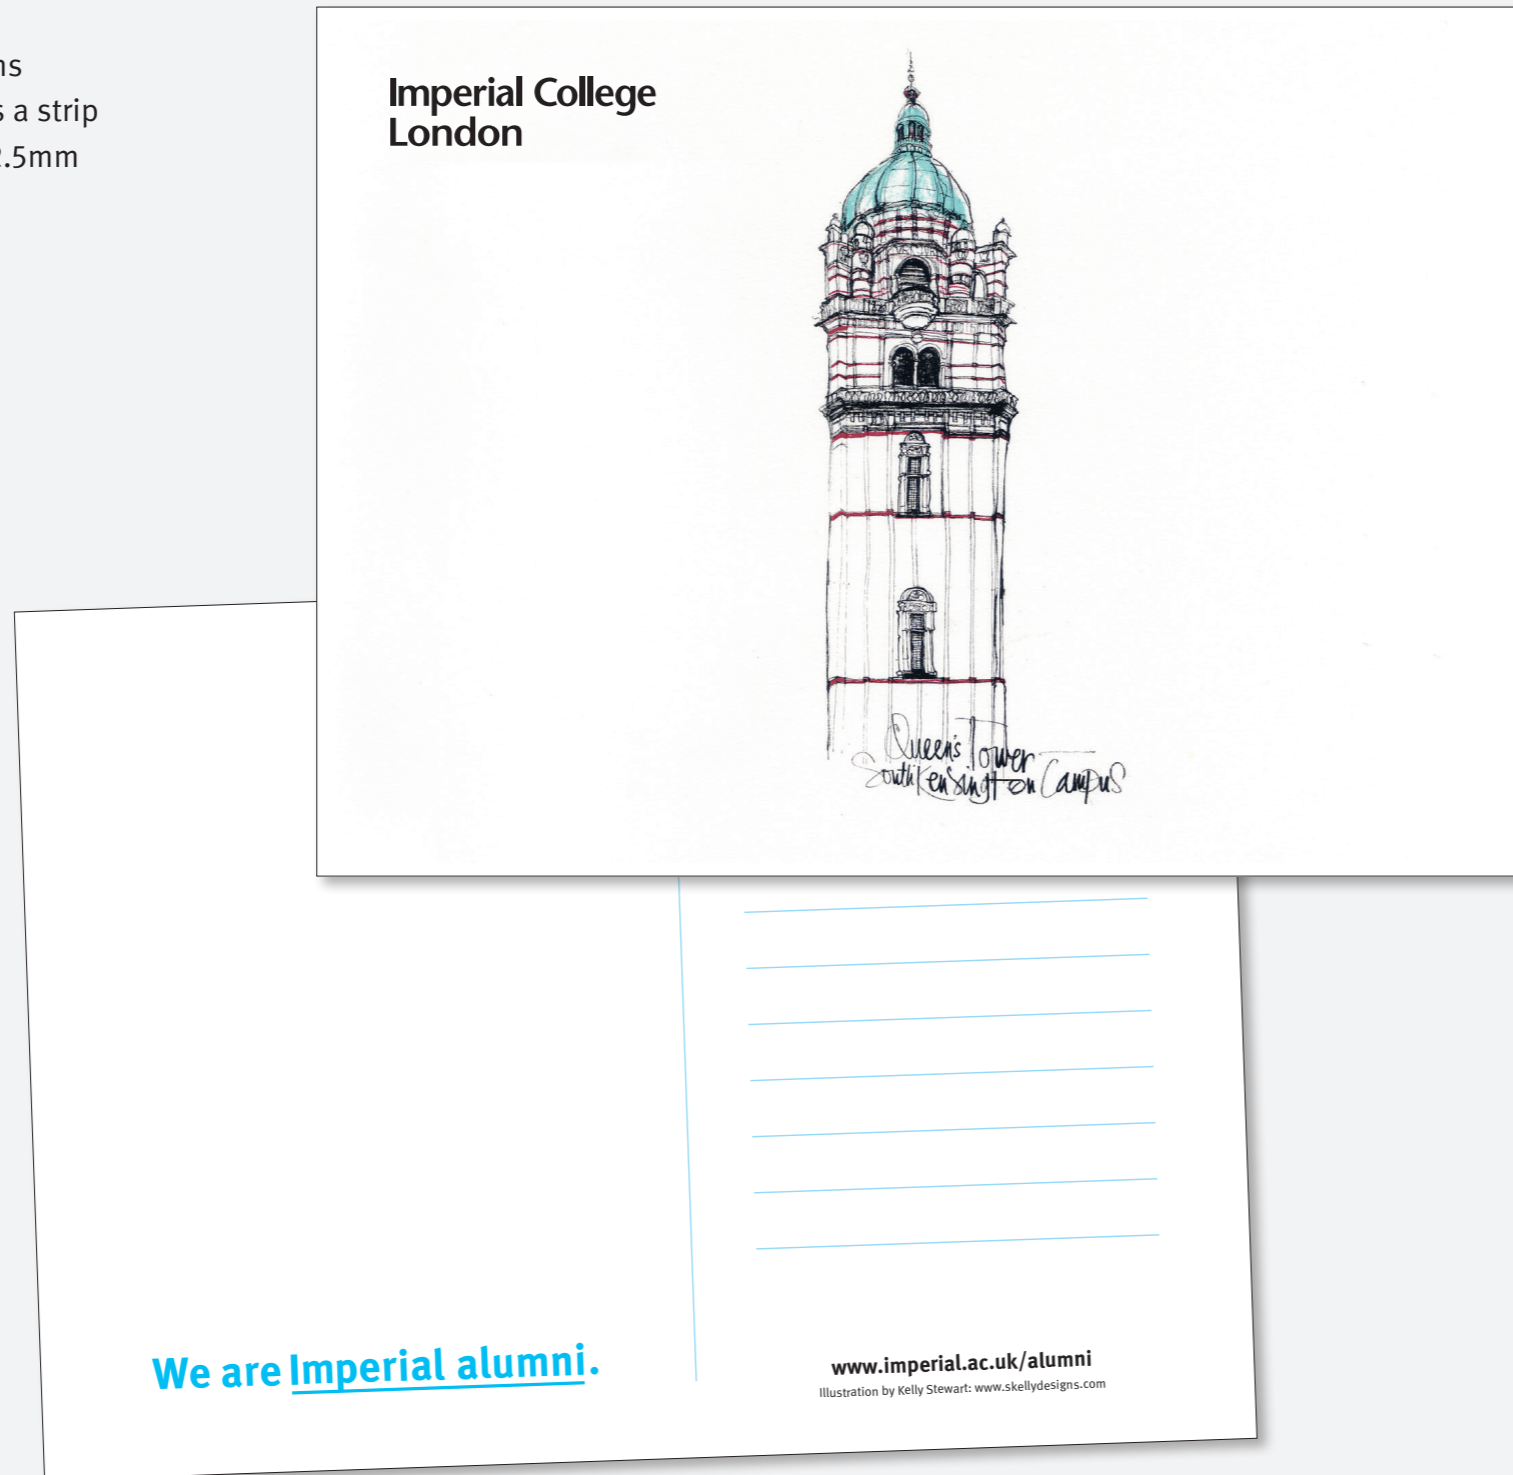 a strip
.5mm
Imperial College
London
Queen's Tower
South Kensington Campus
We are Imperial alumni.
www.imperial.ac.uk/alumni
Illustration by Kelly Stewart: www.skellydesigns.com